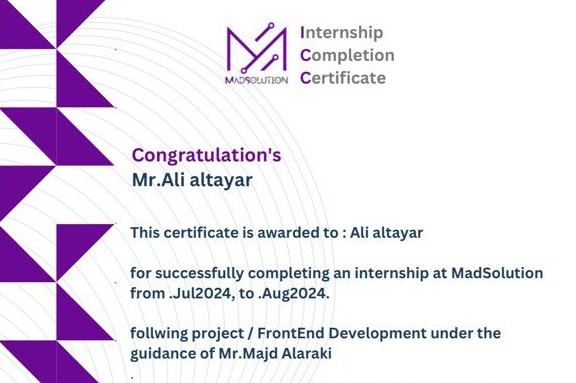 Internship
Completion
Certificate
MADSOLUTION
Congratulation's
Mr.Ali altayar
This certificate is awarded to : Ali altayar
for successfully completing an internship at MadSolution
from .Jul2024, to .Aug2024.
follwing project / FrontEnd Development under the
guidance of Mr.Majd Alaraki
.